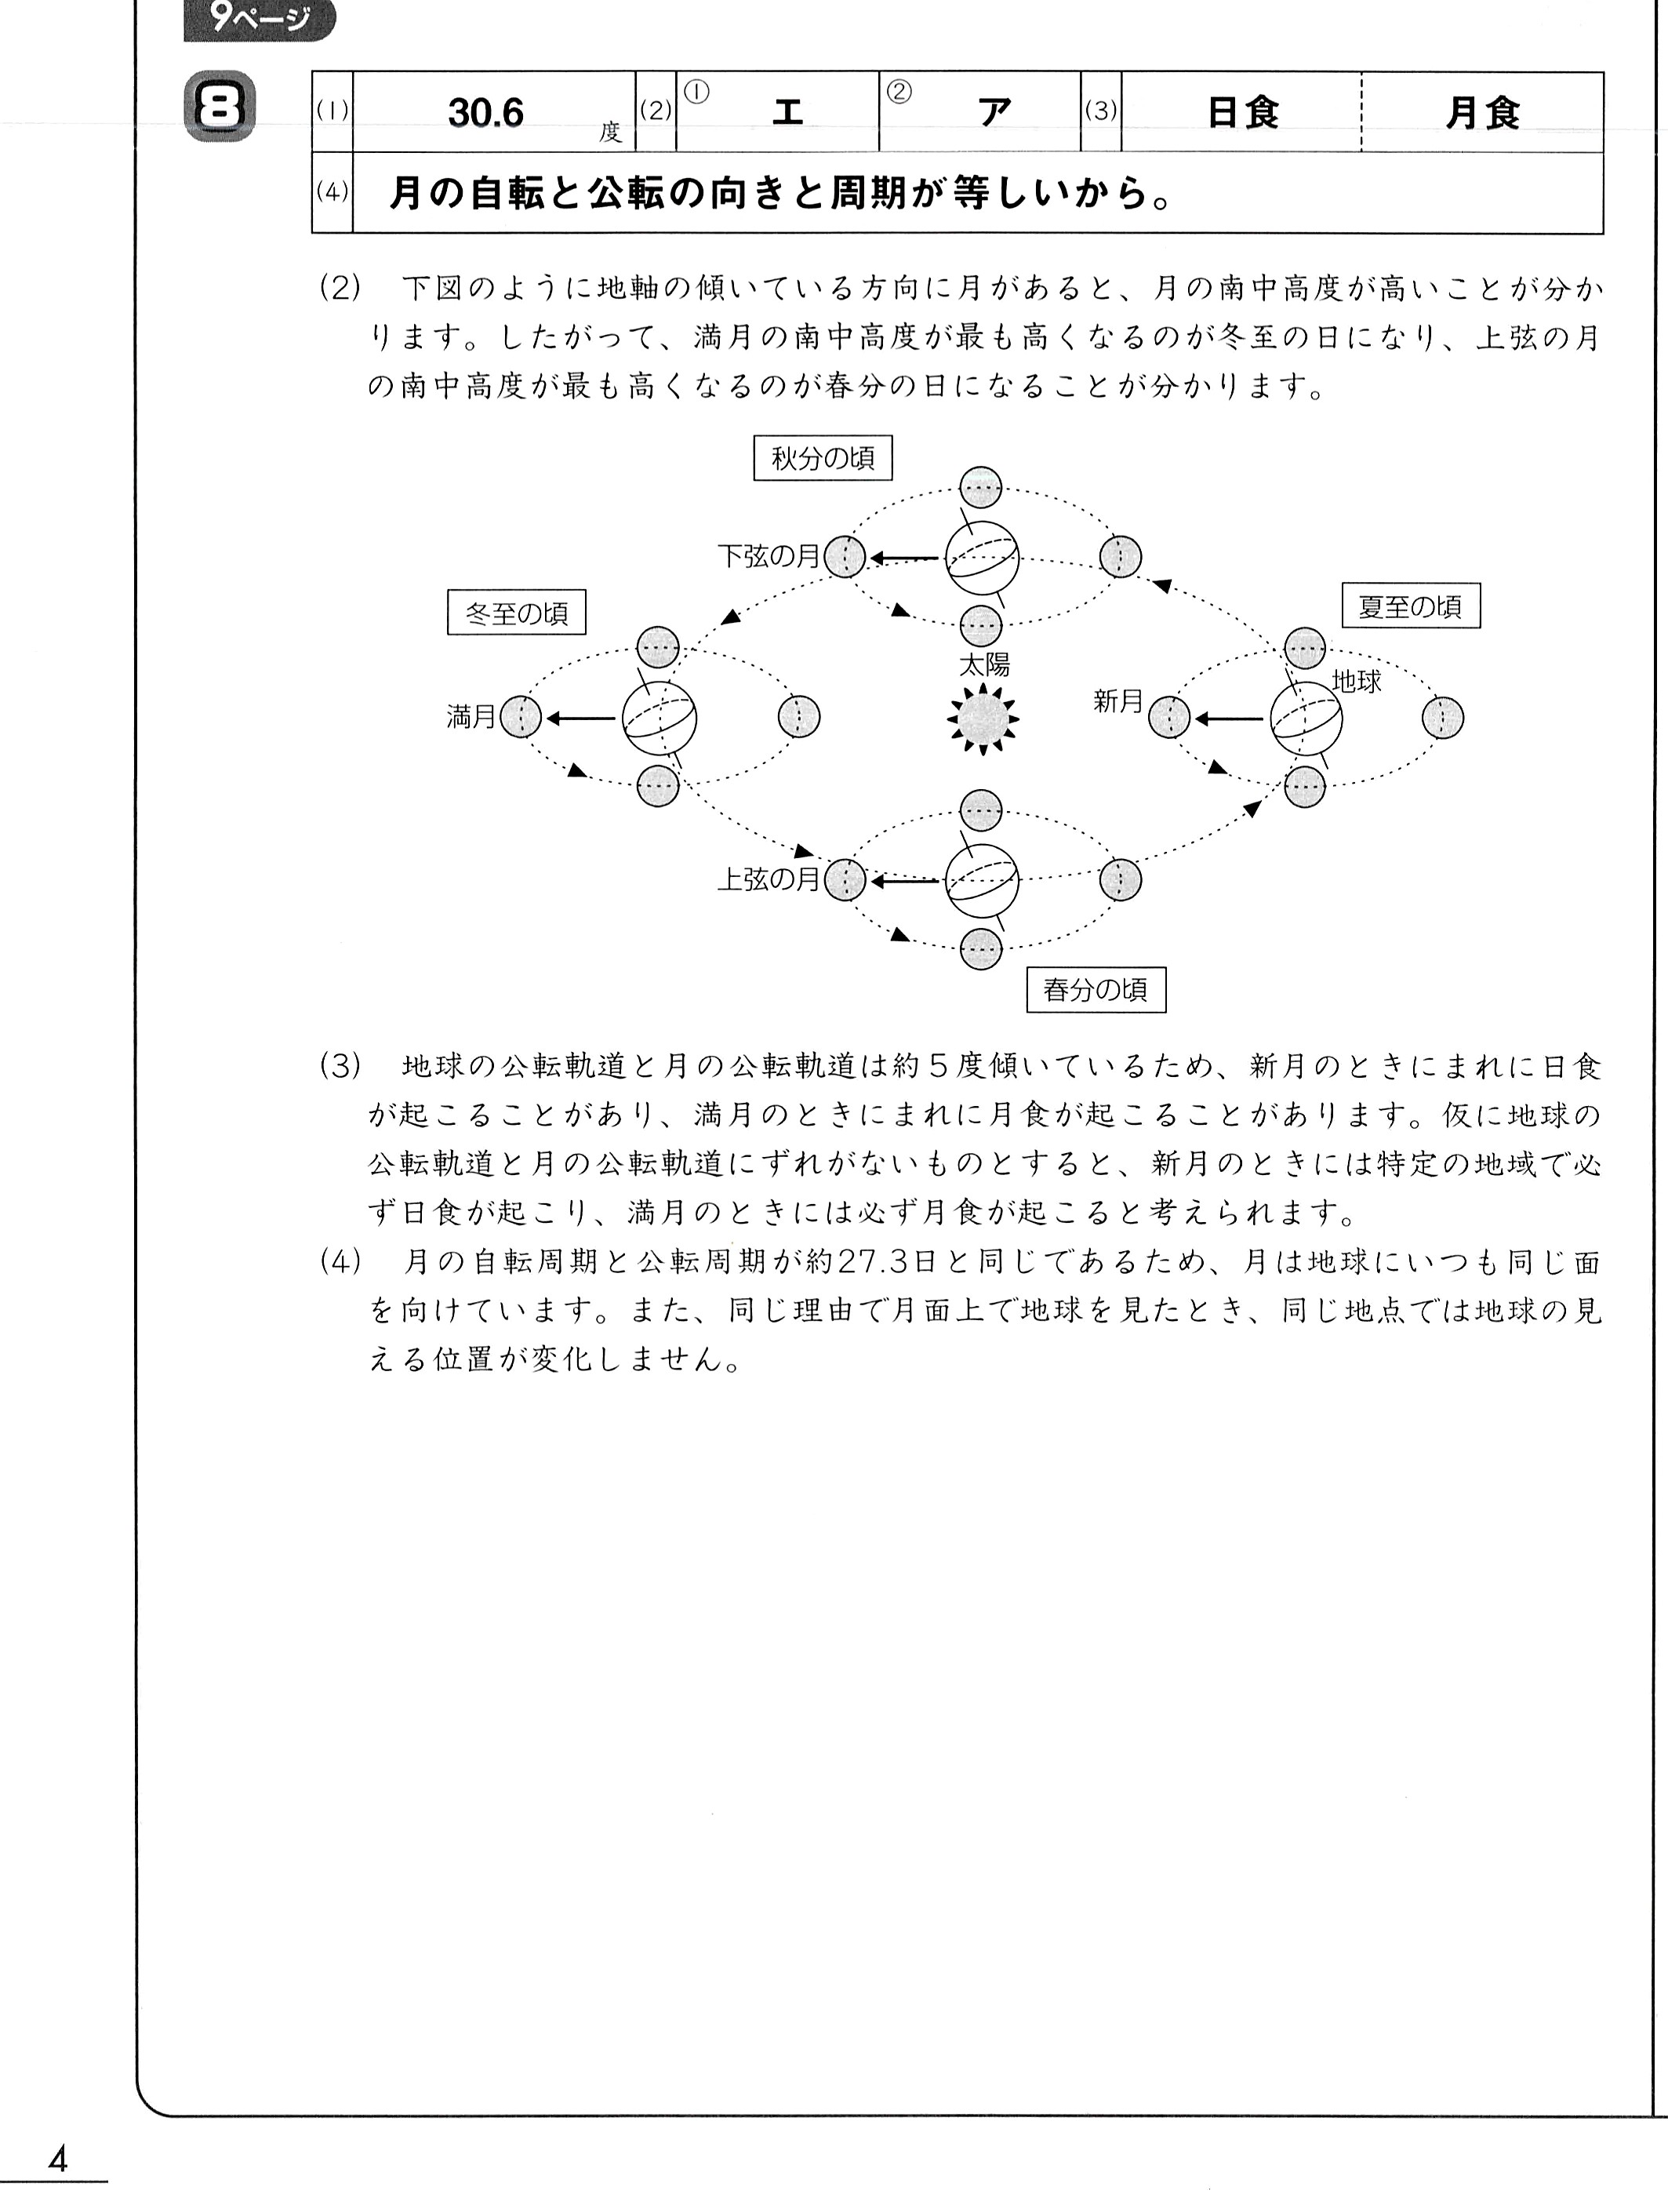 9ページ
8
(1) 30.6 度 (2) ① エ ② ア (3) 日食 月食
(4) 月の自転と公転の向きと周期が等しいから。
(2) 下図のように地軸の傾いている方向に月があると、月の南中高度が高いことが分か
ります。したがって、満月の南中高度が最も高くなるのが冬至の日になり、上弦の月
の南中高度が最も高くなるのが春分の日になることが分かります。
秋分の頃
下弦の月
冬至の頃
夏至の頃
太陽
満月
新月
地球
上弦の月
春分の頃
(3) 地球の公転軌道と月の公転軌道は約5度傾いているため、新月のときにまれに日食
が起こることがあり、満月のときにまれに月食が起こることがあります。仮に地球の
公転軌道と月の公転軌道にずれがないものとすると、新月のときには特定の地域で必
ず日食が起こり、満月のときには必ず月食が起こると考えられます。
(4) 月の自転周期と公転周期が約27.3日と同じであるため、月は地球にいつも同じ面
を向けています。また、同じ理由で月面上で地球を見たとき、同じ地点では地球の見
える位置が変化しません。
4